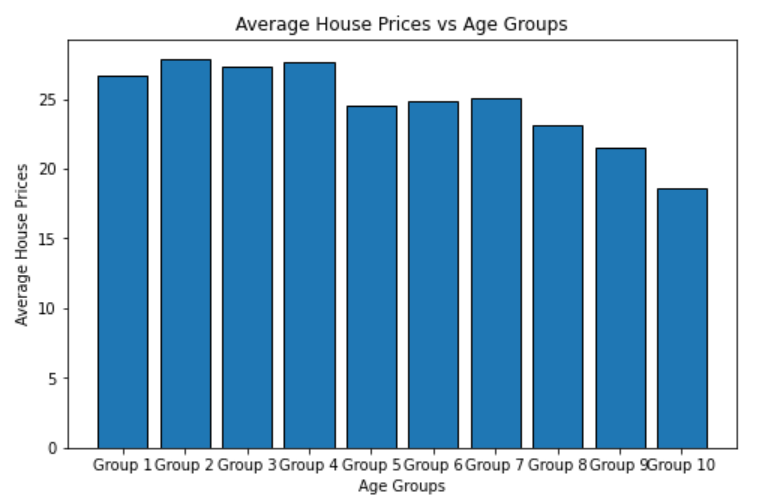 Average House Prices vs Age Groups
Average House Prices
25
20
15
10
5
0
Group 1 Group 2 Group 3 Group 4 Group 5 Group 6 Group 7 Group 8 Group 9 Group 10
Age Groups